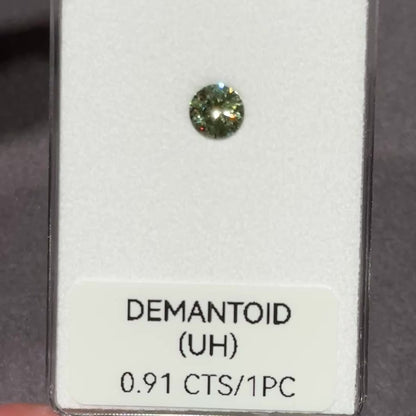 DEMANTOID
(UH)
0.91 CTS/1PC